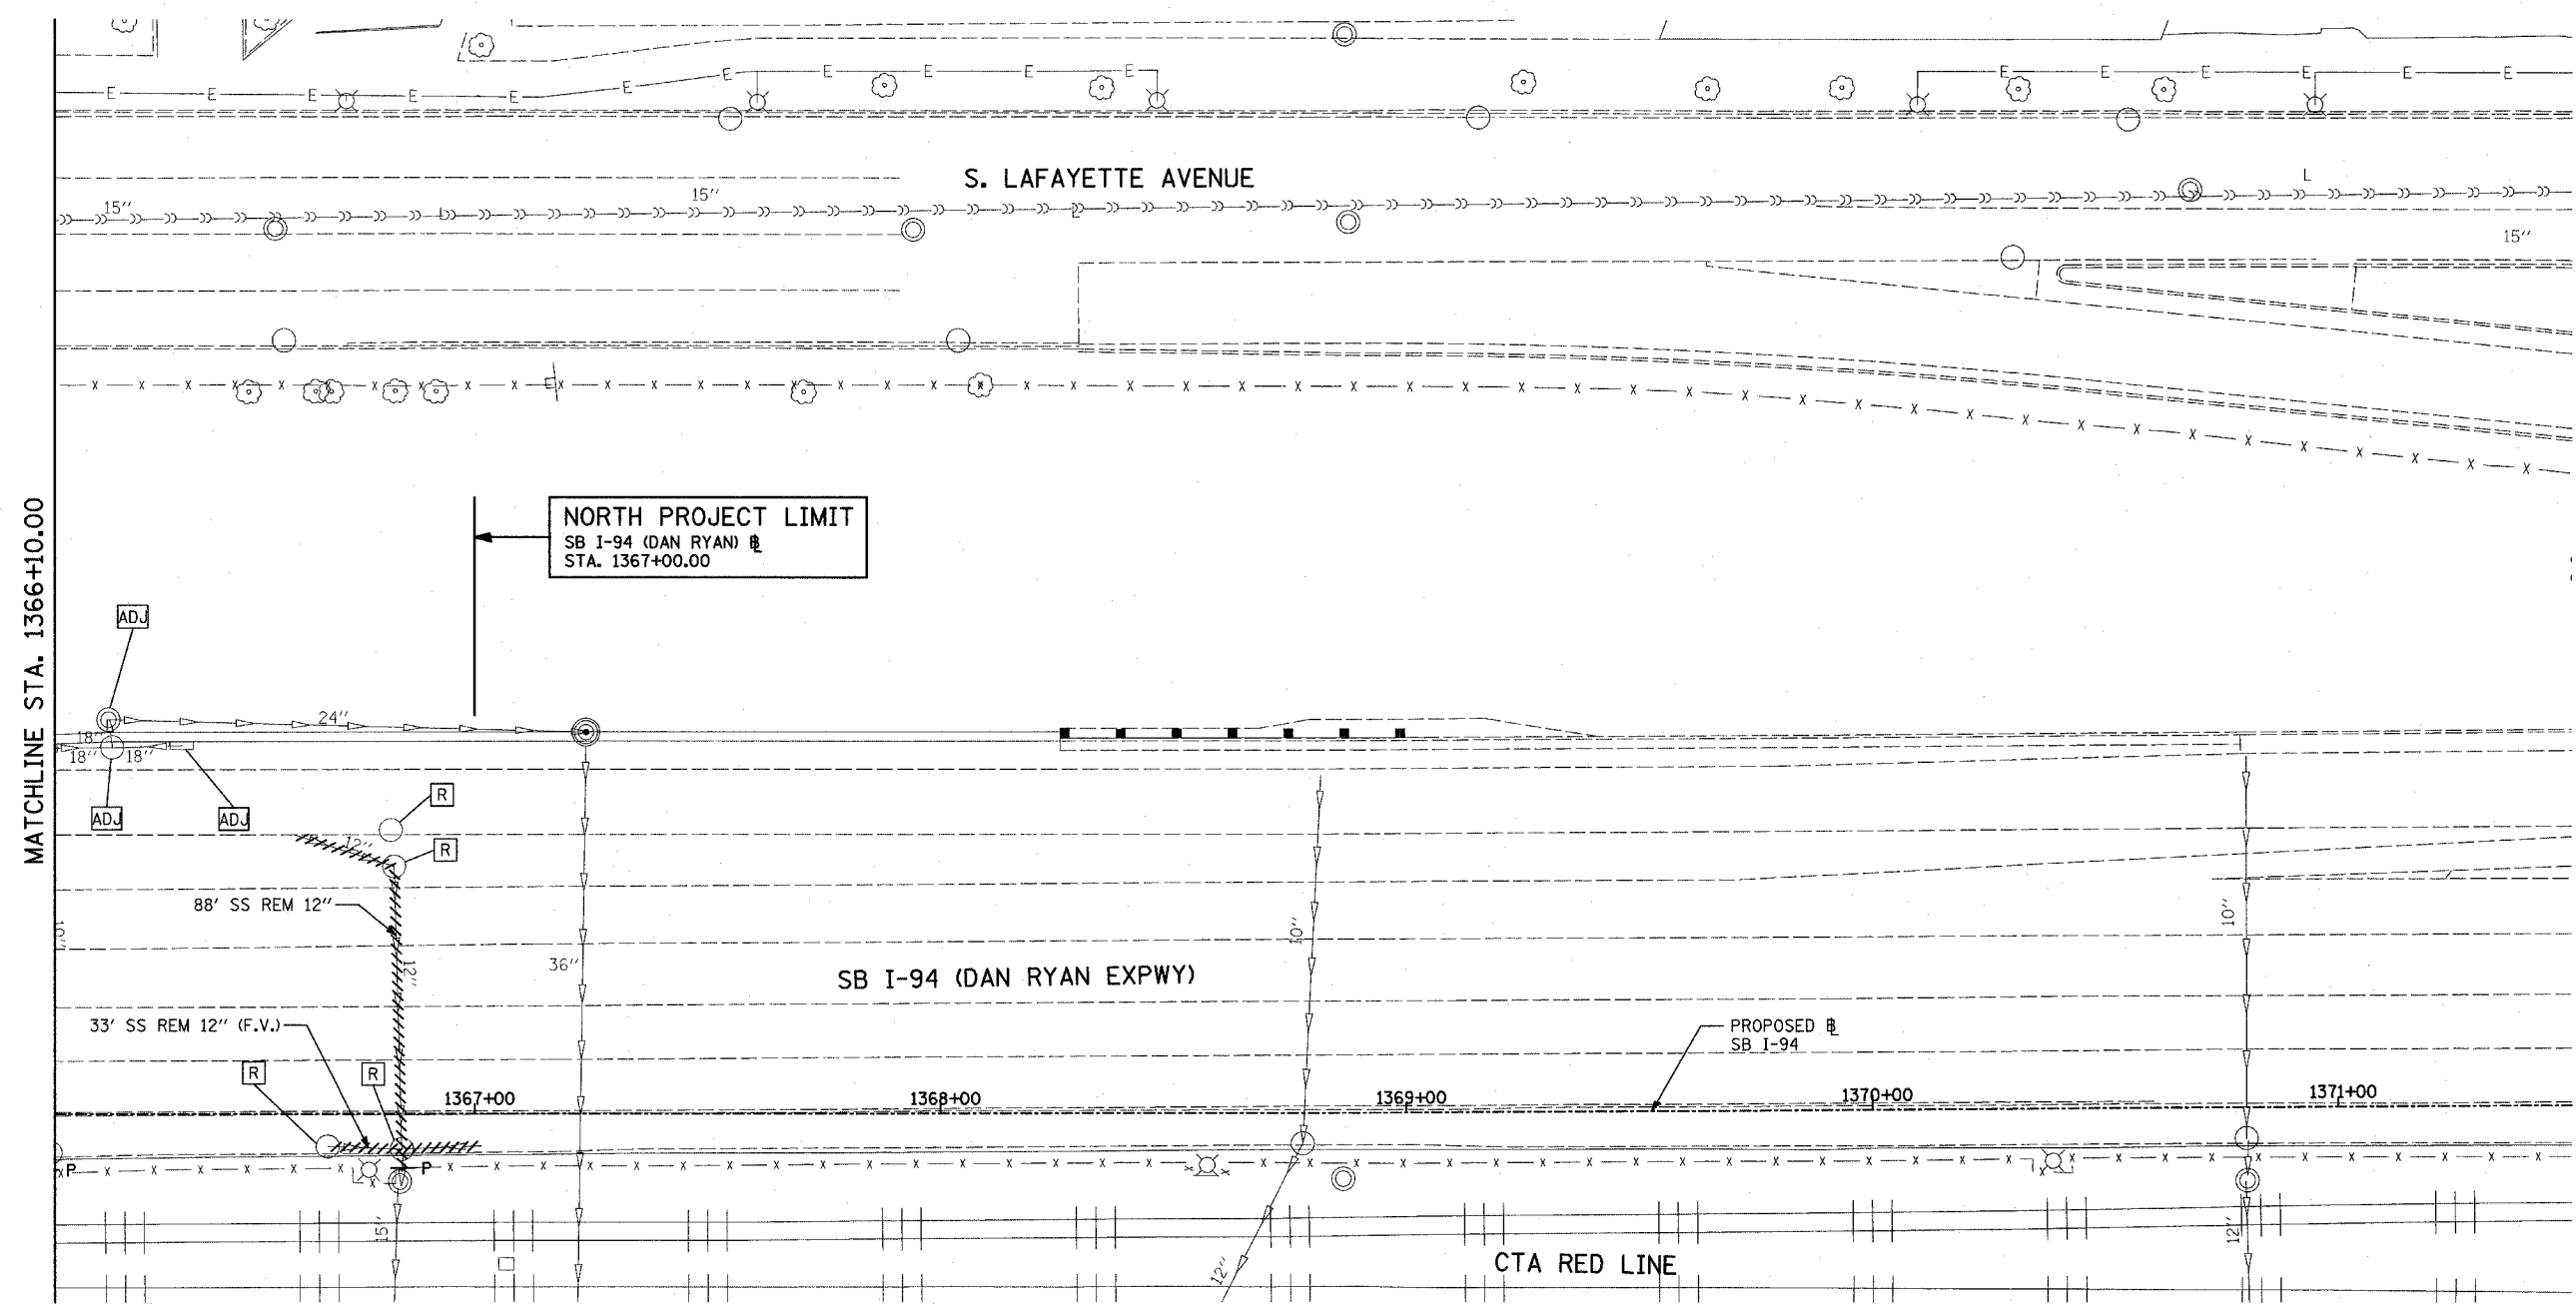 E E E E E E E E E E E
E E E E E E
S. LAFAYETTE AVENUE
15″
15″
L
L
L
15″
E
MATCHLINE STA. 1366+10.00
NORTH PROJECT LIMIT
SB I-94 (DAN RYAN) ℄
STA. 1367+00.00
ADJ
24″
18″
18″
18″
ADJ
ADJ
R
R
12″
88′ SS REM 12″
12″
36″
10″
10″
SB I-94 (DAN RYAN EXPWY)
33′ SS REM 12″ (F.V.)
PROPOSED ℄
SB I-94
R
R
1367+00
1368+00
1369+00
1370+00
1371+00
P
P
15″
12″
12″
CTA RED LINE